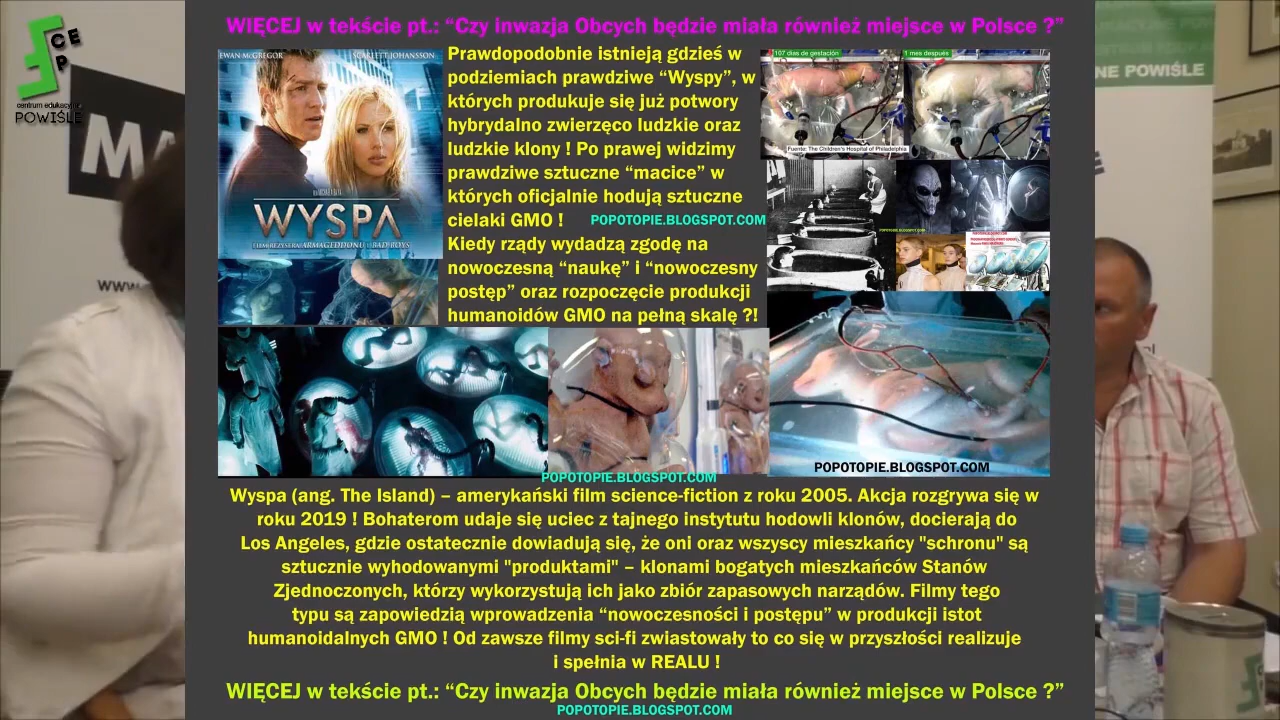 WIĘCEJ w tekście pt.: “Czy inwazja Obcych będzie miała również miejsce w Polsce ?”
CE
P
centrum edukacyjne
POWIŚLE
MA
www.
EWAN McGREGOR SCARLETT JOHANSSON
WYSPA
FILM REŻYSERA ARMAGEDDONU I BAD BOYS
Prawdopodobnie istnieją gdzieś w
podziemiach prawdziwe “Wyspy”, w
których produkuje się już potwory
hybrydalno zwierzęco ludzkie oraz
ludzkie klony ! Po prawej widzimy
prawdziwe sztuczne “macice” w
których oficjalnie hodują sztuczne
cielaki GMO !
POPOTOPIE.BLOGSPOT.COM
Kiedy rządy wydadzą zgodę na
nowoczesną “naukę” i “nowoczesny
postęp” oraz rozpoczęcie produkcji
humanoidów GMO na pełną skalę ?!
107 días de gestación
1 mes después
Fuente: The Children's Hospital of Philadelphia
NE POWIŚLE
POPOTOPIE.BLOGSPOT.COM
POPOTOPIE.BLOGSPOT.COM
Wyspa (ang. The Island) – amerykański film science-fiction z roku 2005. Akcja rozgrywa się w
roku 2019 ! Bohaterom udaje się uciec z tajnego instytutu hodowli klonów, docierają do
Los Angeles, gdzie ostatecznie dowiadują się, że oni oraz wszyscy mieszkańcy "schronu" są
sztucznie wyhodowanymi "produktami" – klonami bogatych mieszkańców Stanów
Zjednoczonych, którzy wykorzystują ich jako zbiór zapasowych narządów. Filmy tego
typu są zapowiedzią wprowadzenia “nowoczesności i postępu” w produkcji istot
humanoidalnych GMO ! Od zawsze filmy sci-fi zwiastowały to co się w przyszłości realizuje
i spełnia w REALU !
WIĘCEJ w tekście pt.: “Czy inwazja Obcych będzie miała również miejsce w Polsce ?”
POPOTOPIE.BLOGSPOT.COM